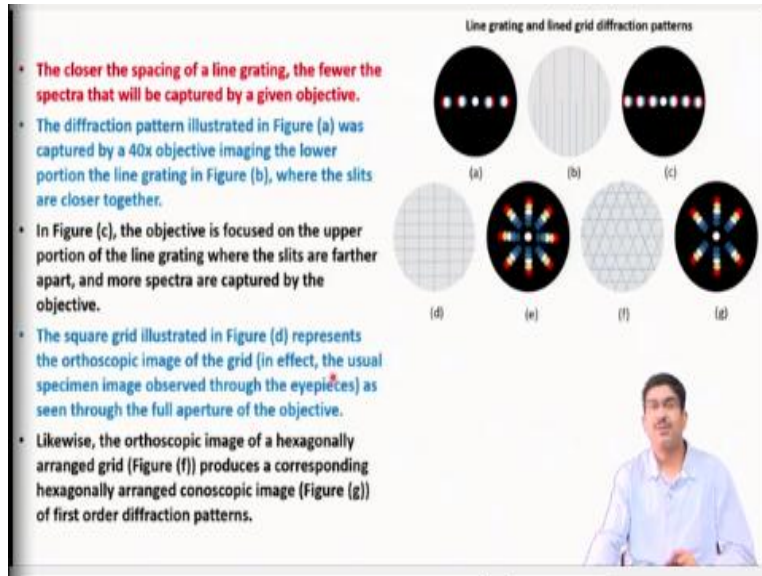 Line grating and lined grid diffraction patterns
• The closer the spacing of a line grating, the fewer the
spectra that will be captured by a given objective.
• The diffraction pattern illustrated in Figure (a) was
captured by a 40x objective imaging the lower
portion the line grating in Figure (b), where the slits
are closer together.
• In Figure (c), the objective is focused on the upper
portion of the line grating where the slits are farther
apart, and more spectra are captured by the
objective.
• The square grid illustrated in Figure (d) represents
the orthoscopic image of the grid (in effect, the usual
specimen image observed through the eyepieces) as
seen through the full aperture of the objective.
• Likewise, the orthoscopic image of a hexagonally
arranged grid (Figure (f)) produces a corresponding
hexagonally arranged conoscopic image (Figure (g))
of first order diffraction patterns.
(a) (b) (c)
(d) (e) (f) (g)